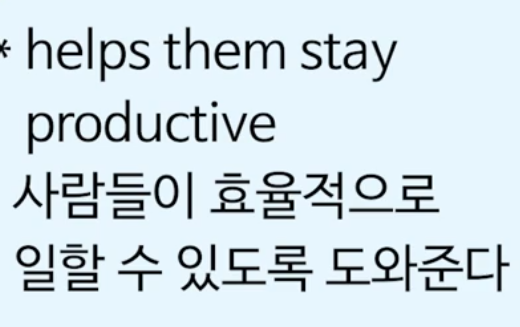 * helps them stay
productive
사람들이 효율적으로
일할 수 있도록 도와준다